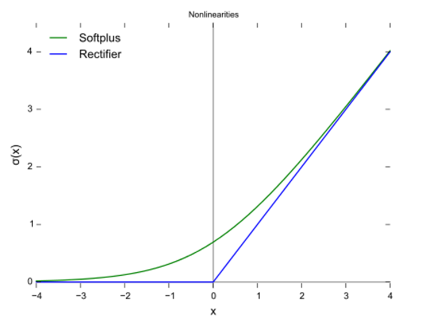 Nonlinearities
Softplus
Rectifier
4
3
2
1
0
σ(x)
−4 −3 −2 −1 0 1 2 3 4
x